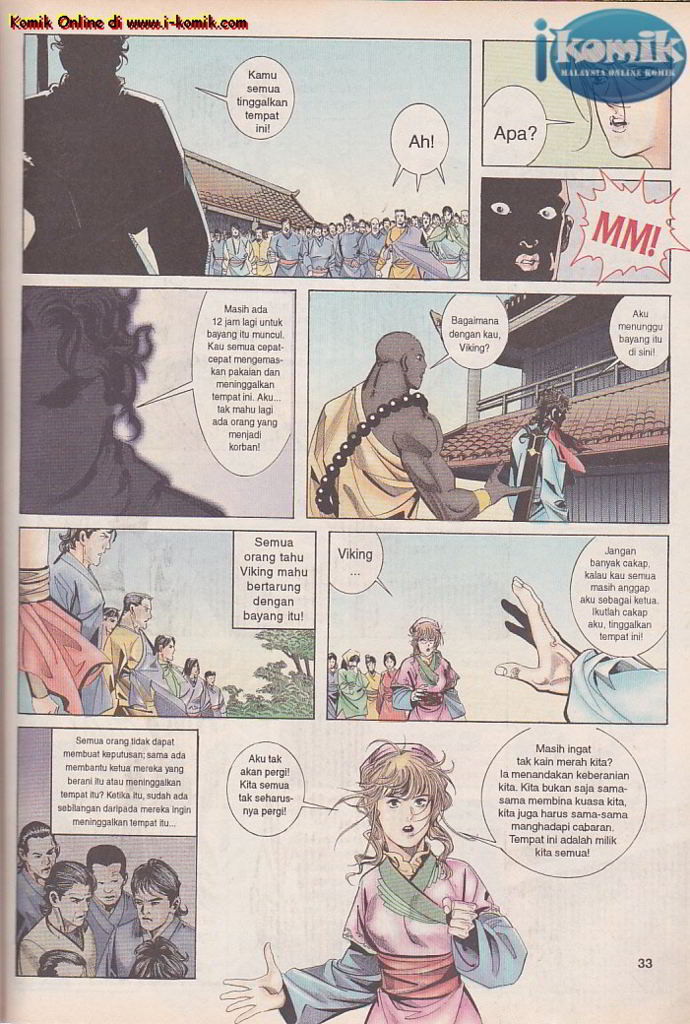 Komik Online di www.i-komik.com
ikomik
MALAYSIA ONLINE KOMIK
Kamu
semua
tinggalkan
tempat
ini!
Ah!
Apa?
MM!
Masih ada
12 jam lagi untuk
bayang itu muncul.
Kau semua cepat-
cepat mengemas-
kan pakaian dan
meninggalkan
tempat ini. Aku...
tak mahu lagi
ada orang yang
menjadi
korban!
Bagaimana
dengan kau,
Viking?
Aku
menunggu
bayang itu
di sini!
Semua
orang tahu
Viking mahu
bertarung
dengan
bayang itu!
Viking
...
Jangan
banyak cakap,
kalau kau semua
masih anggap
aku sebagai ketua.
Ikutlah cakap
aku, tinggalkan
tempat ini!
Semua orang tidak dapat
membuat keputusan; sama ada
membantu ketua mereka yang
berani itu atau meninggalkan
tempat itu? Ketika itu, sudah ada
sebilangan daripada mereka ingin
meninggalkan tempat itu...
Aku tak
akan pergi!
Kita semua
tak seharus-
nya pergi!
Masih ingat
tak kain merah kita?
Ia menandakan keberanian
kita. Kita bukan saja sama-
sama membina kuasa kita,
kita juga harus sama-sama
manghadapi cabaran.
Tempat ini adalah milik
kita semua!
33